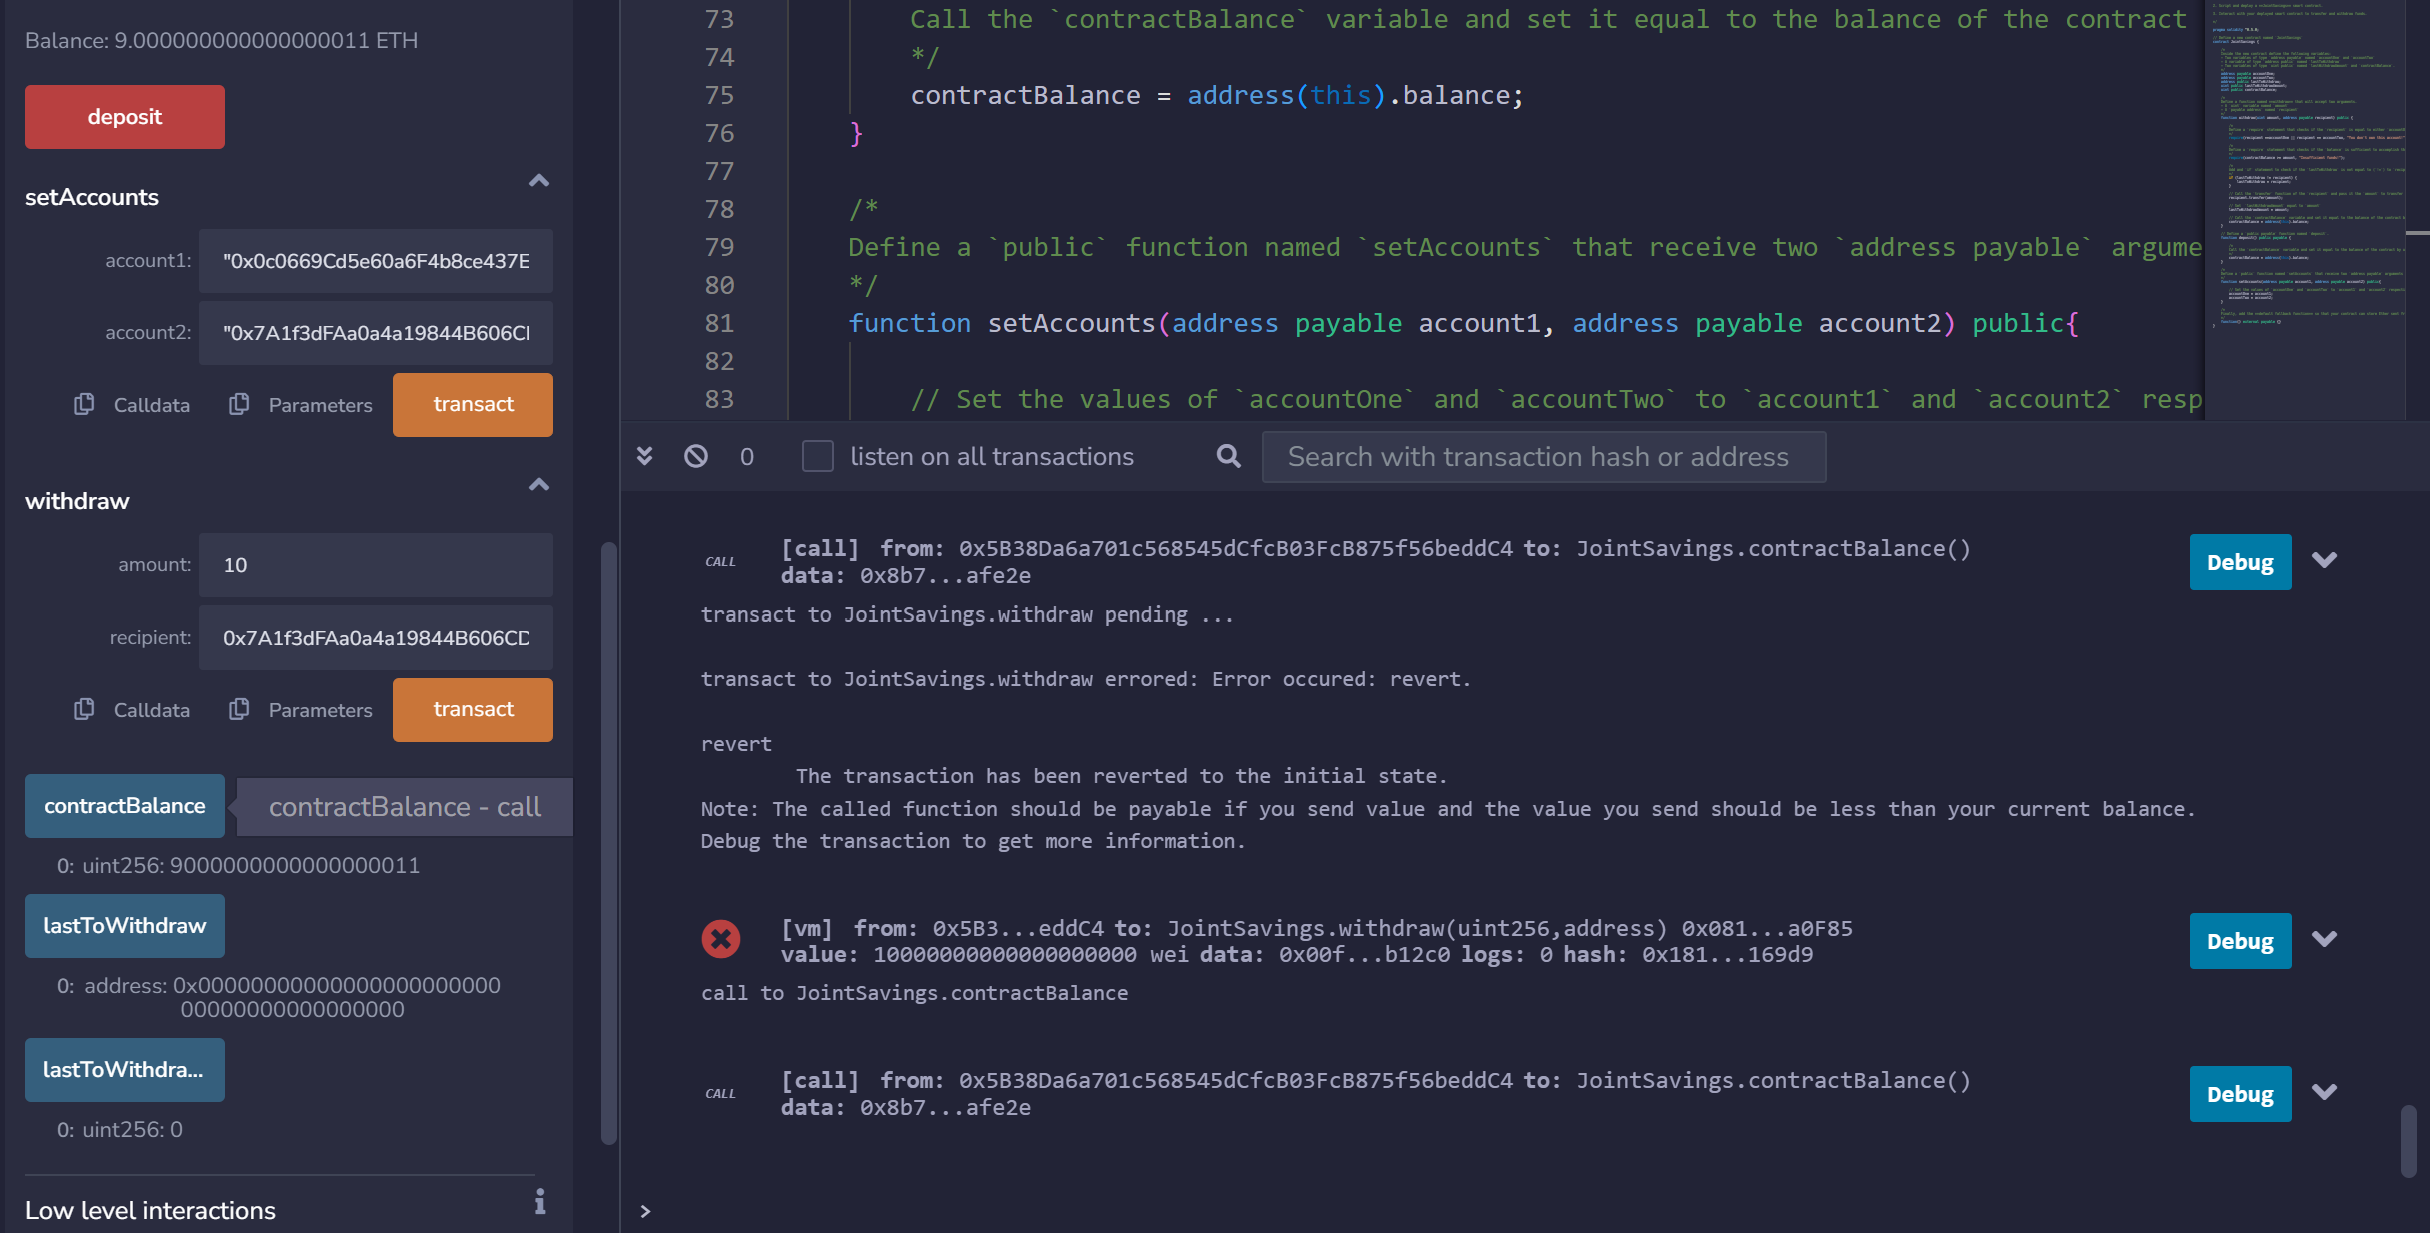 Balance: 9.000000000000000011 ETH
deposit
setAccounts
account1: "0x0c0669Cd5e60a6F4b8ce437E
account2: "0x7A1f3dFAa0a4a19844B606CI
Calldata Parameters transact
withdraw
amount: 10
recipient: 0x7A1f3dFAa0a4a19844B606CD
Calldata Parameters transact
contractBalance contractBalance - call
0: uint256: 9000000000000000011
lastToWithdraw
0: address: 0x00000000000000000000000
00000000000000000
lastToWithdra...
0: uint256: 0
Low level interactions
73 Call the `contractBalance` variable and set it equal to the balance of the contract
74 */
75 contractBalance = address(this).balance;
76 }
77
78 /*
79 Define a `public` function named `setAccounts` that receive two `address payable` argume
80 */
81 function setAccounts(address payable account1, address payable account2) public{
82
83 // Set the values of `accountOne` and `accountTwo` to `account1` and `account2` resp
0 listen on all transactions Search with transaction hash or address
CALL [call] from: 0x5B38Da6a701c568545dCfcB03FcB875f56beddC4 to: JointSavings.contractBalance()
data: 0x8b7...afe2e
Debug
transact to JointSavings.withdraw pending ...
transact to JointSavings.withdraw errored: Error occured: revert.
revert
The transaction has been reverted to the initial state.
Note: The called function should be payable if you send value and the value you send should be less than your current balance.
Debug the transaction to get more information.
[vm] from: 0x5B3...eddC4 to: JointSavings.withdraw(uint256,address) 0x081...a0F85
value: 10000000000000000000 wei data: 0x00f...b12c0 logs: 0 hash: 0x181...169d9
Debug
call to JointSavings.contractBalance
CALL [call] from: 0x5B38Da6a701c568545dCfcB03FcB875f56beddC4 to: JointSavings.contractBalance()
data: 0x8b7...afe2e
Debug
>